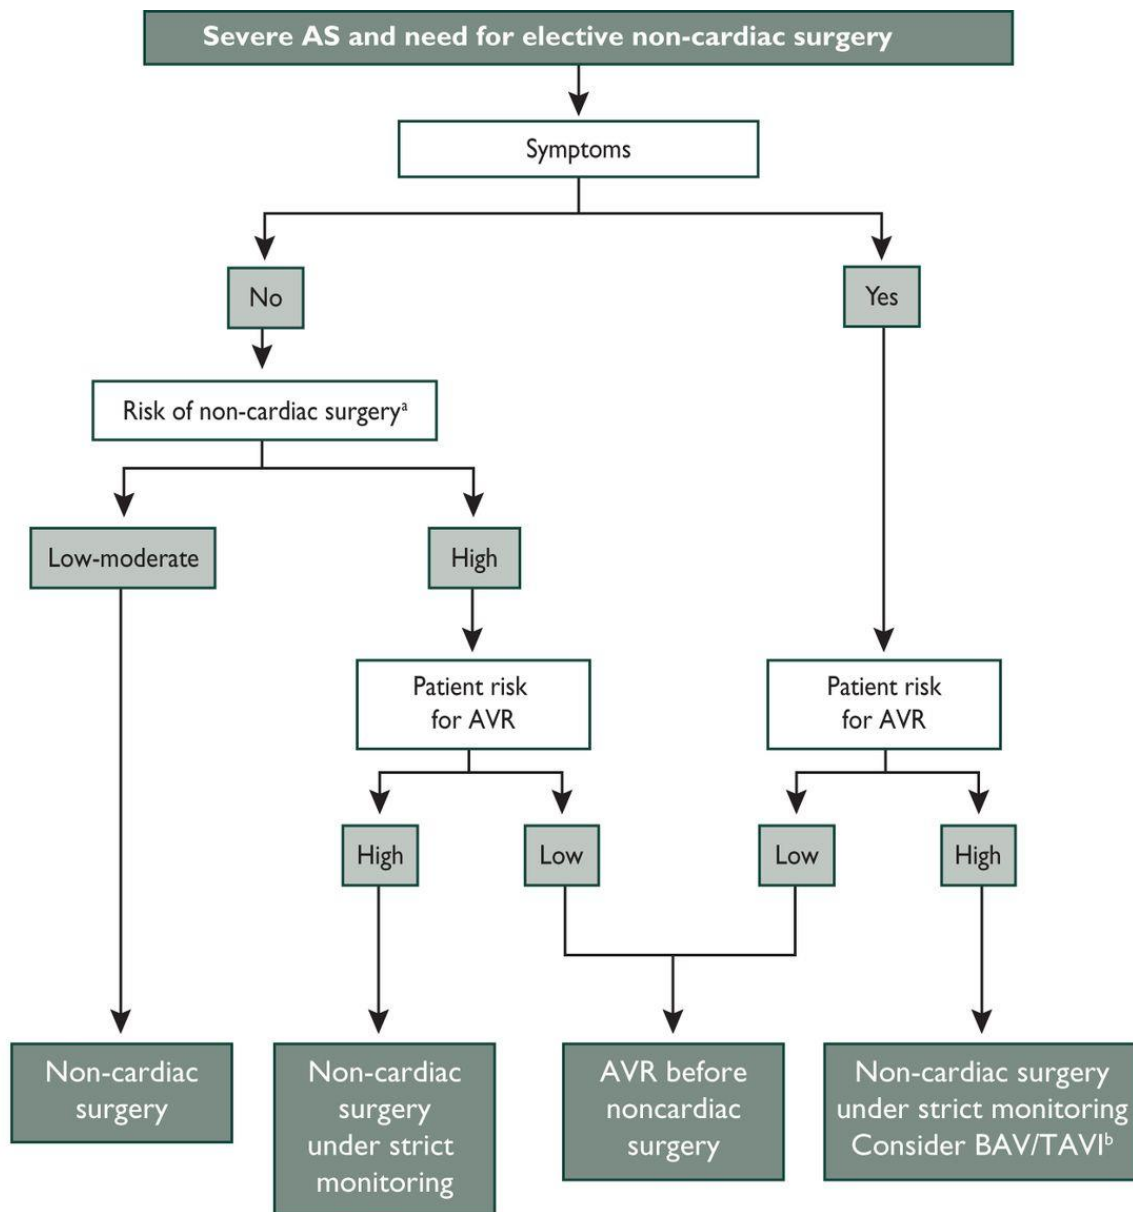 Severe AS and need for elective non-cardiac surgery
Symptoms
No
Yes
Risk of non-cardiac surgeryᵃ
Low-moderate
High
Patient risk
for AVR
Patient risk
for AVR
High
Low
Low
High
Non-cardiac
surgery
Non-cardiac
surgery
under strict
monitoring
AVR before
noncardiac
surgery
Non-cardiac surgery
under strict monitoring
Consider BAV/TAVIᵇ